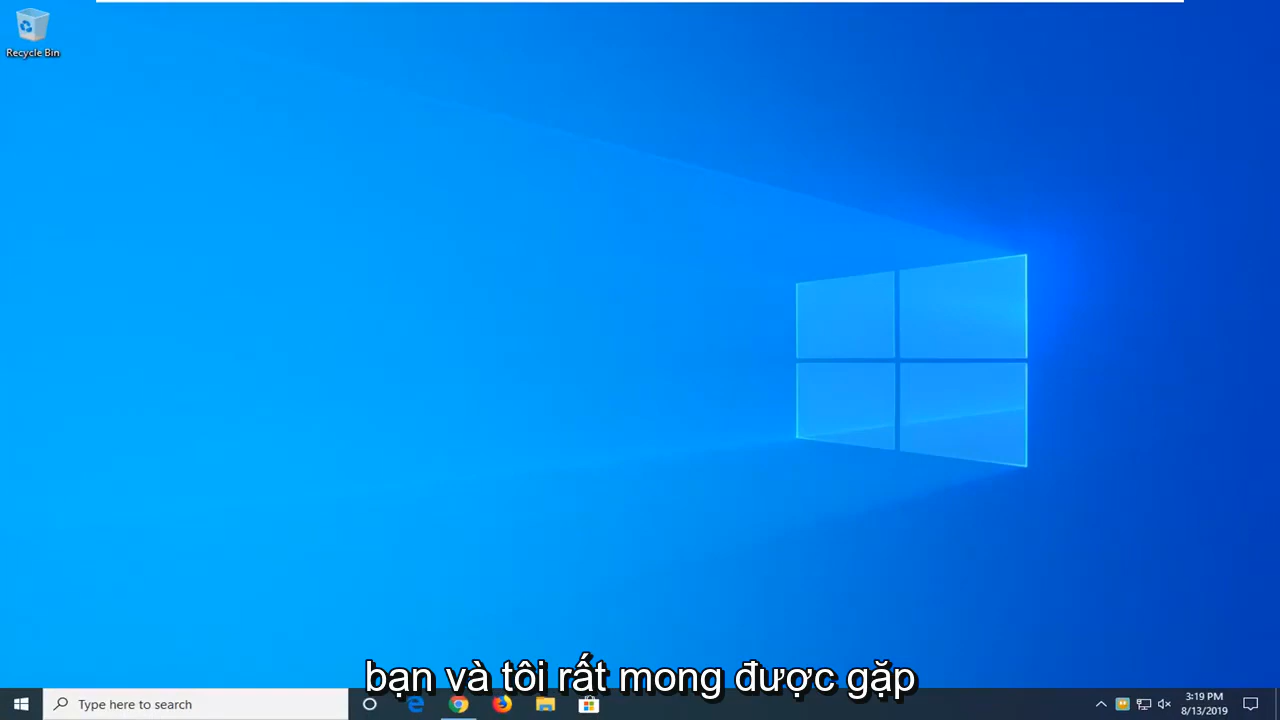 Recycle Bin
bạn và tôi rất mong được gặp
Type here to search
3:19 PM
8/13/2019